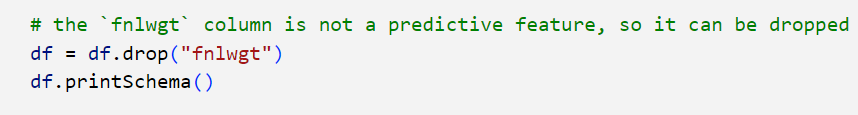 # the `fnlwgt` column is not a predictive feature, so it can be dropped
df = df.drop("fnlwgt")
df.printSchema()